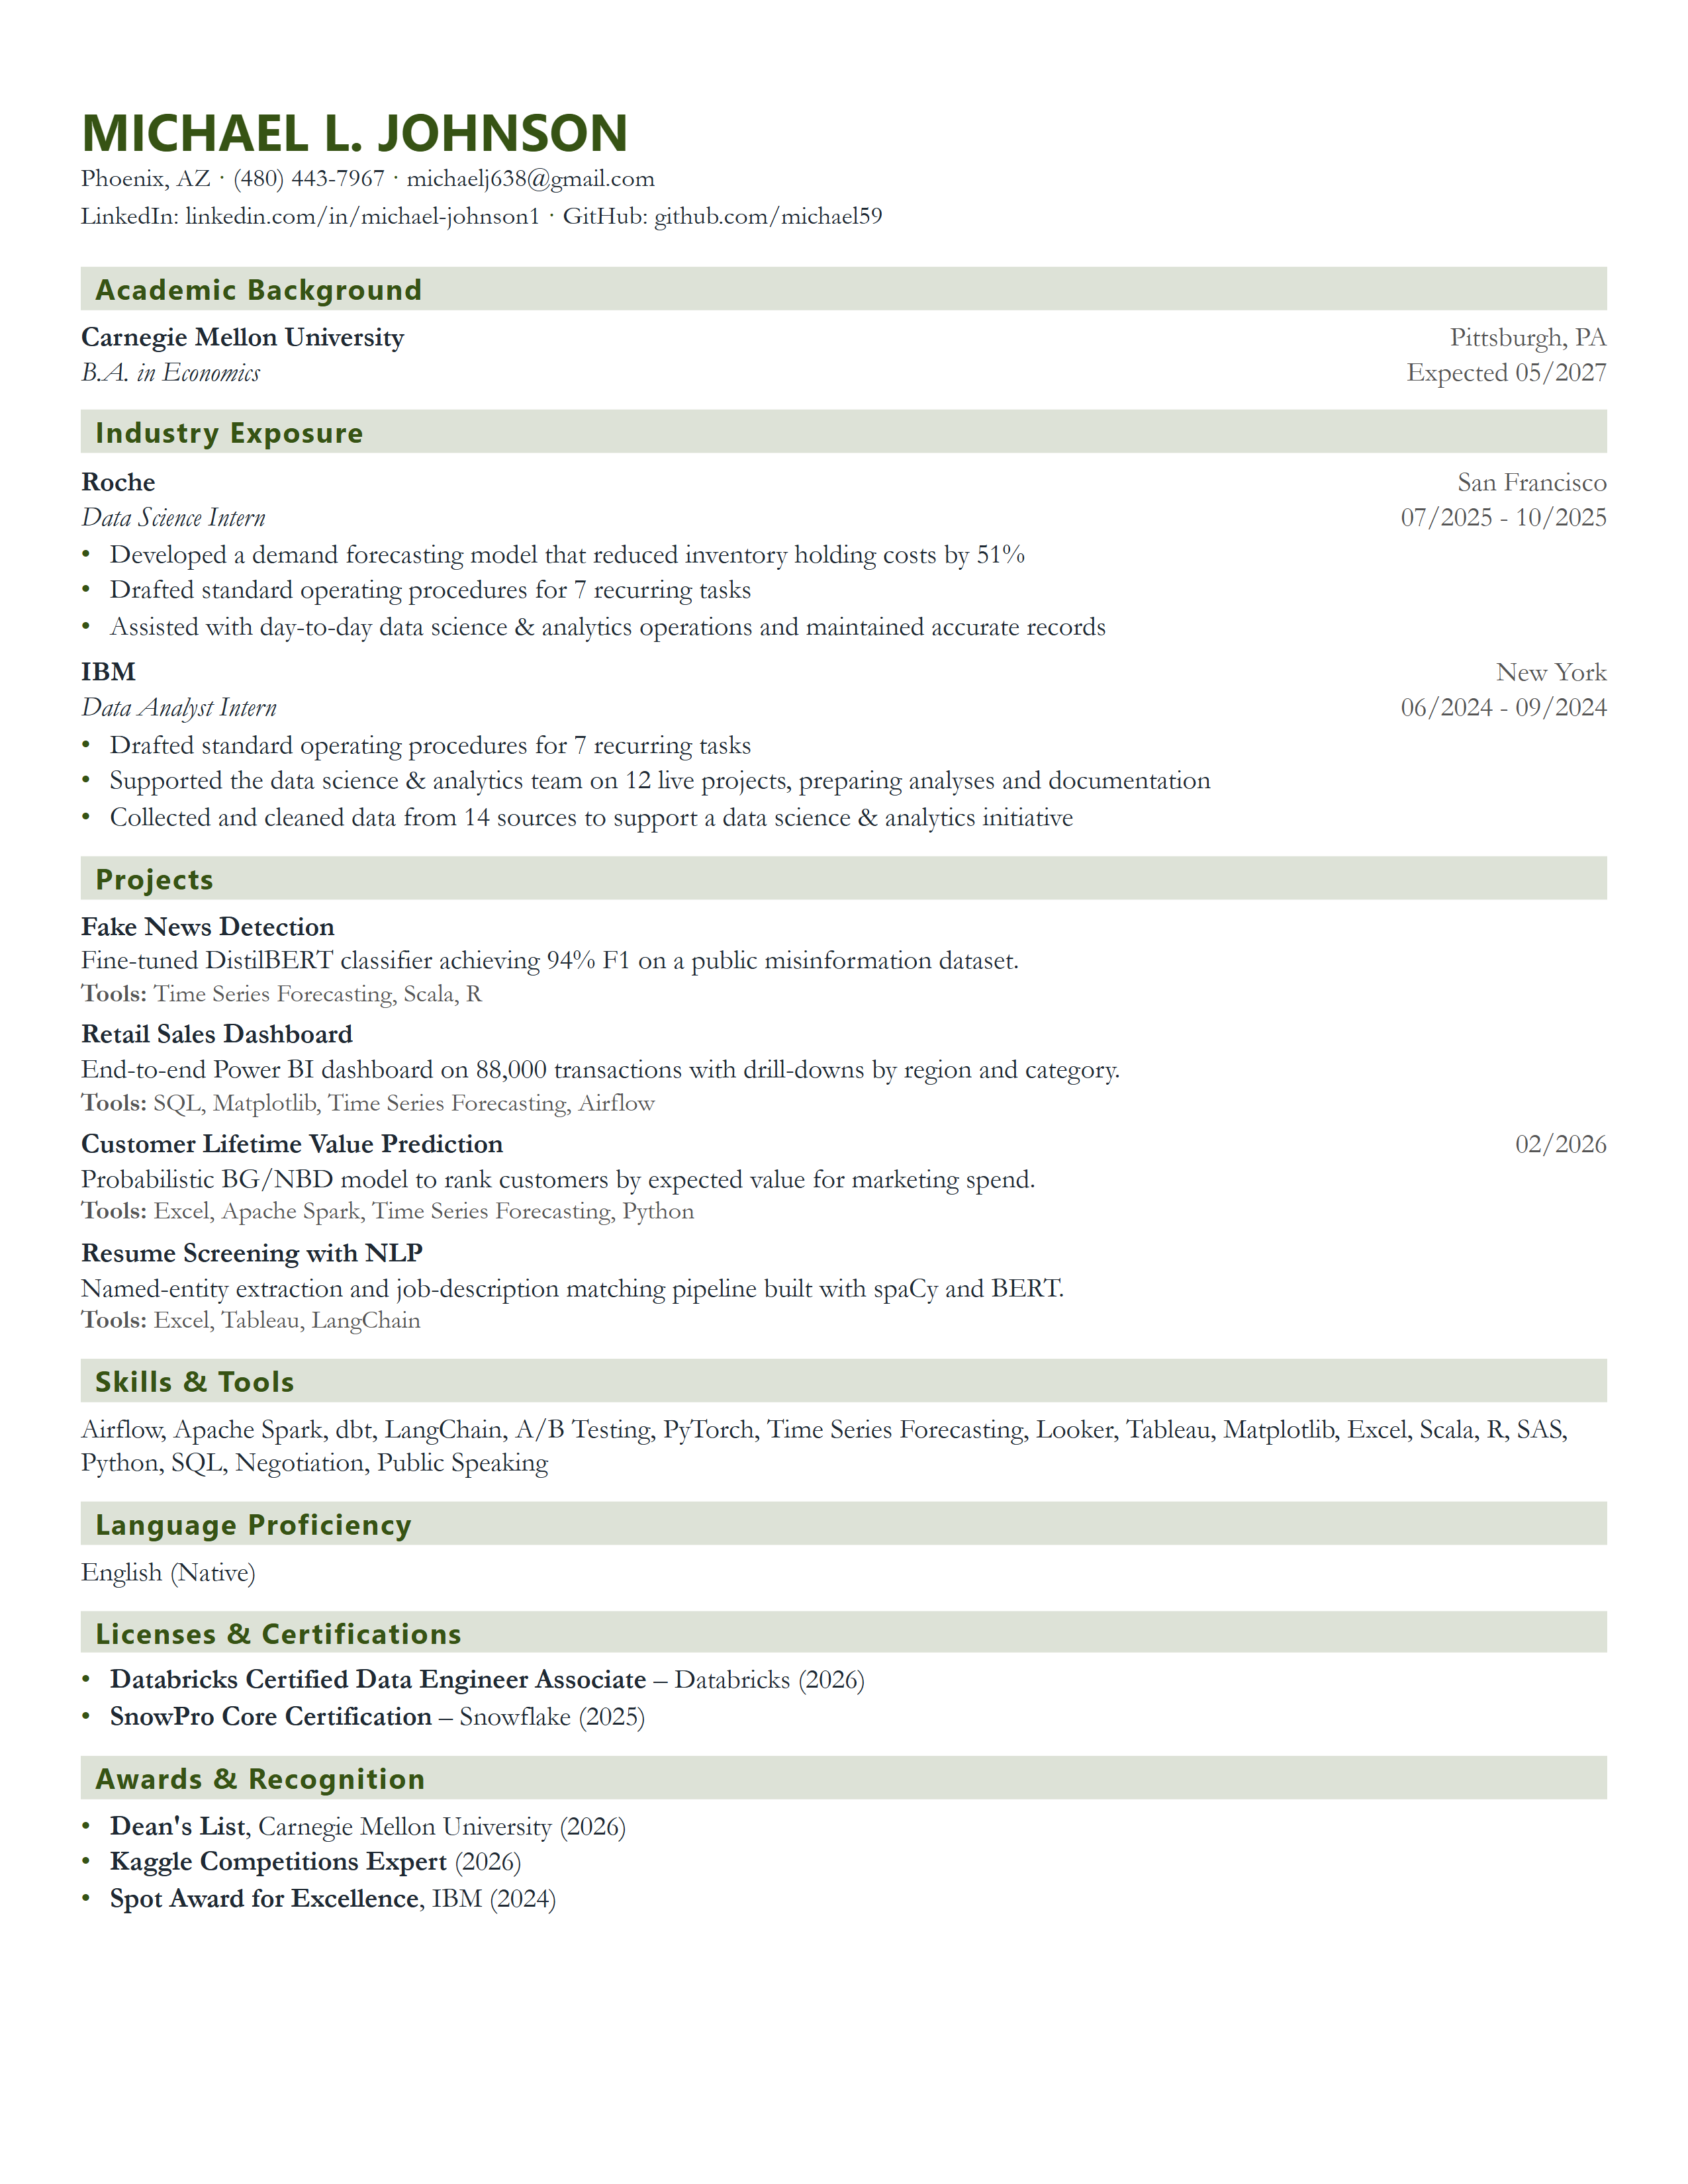 MICHAEL L. JOHNSON
Phoenix, AZ · (480) 443-7967 · michaelj638@gmail.com
LinkedIn: linkedin.com/in/michael-johnson1 · GitHub: github.com/michael59
Academic Background
Carnegie Mellon University Pittsburgh, PA
B.A. in Economics Expected 05/2027
Industry Exposure
Roche San Francisco
Data Science Intern 07/2025 - 10/2025
• Developed a demand forecasting model that reduced inventory holding costs by 51%
• Drafted standard operating procedures for 7 recurring tasks
• Assisted with day-to-day data science & analytics operations and maintained accurate records
IBM New York
Data Analyst Intern 06/2024 - 09/2024
• Drafted standard operating procedures for 7 recurring tasks
• Supported the data science & analytics team on 12 live projects, preparing analyses and documentation
• Collected and cleaned data from 14 sources to support a data science & analytics initiative
Projects
Fake News Detection
Fine-tuned DistilBERT classifier achieving 94% F1 on a public misinformation dataset.
Tools: Time Series Forecasting, Scala, R
Retail Sales Dashboard
End-to-end Power BI dashboard on 88,000 transactions with drill-downs by region and category.
Tools: SQL, Matplotlib, Time Series Forecasting, Airflow
Customer Lifetime Value Prediction 02/2026
Probabilistic BG/NBD model to rank customers by expected value for marketing spend.
Tools: Excel, Apache Spark, Time Series Forecasting, Python
Resume Screening with NLP
Named-entity extraction and job-description matching pipeline built with spaCy and BERT.
Tools: Excel, Tableau, LangChain
Skills & Tools
Airflow, Apache Spark, dbt, LangChain, A/B Testing, PyTorch, Time Series Forecasting, Looker, Tableau, Matplotlib, Excel, Scala, R, SAS,
Python, SQL, Negotiation, Public Speaking
Language Proficiency
English (Native)
Licenses & Certifications
• Databricks Certified Data Engineer Associate – Databricks (2026)
• SnowPro Core Certification – Snowflake (2025)
Awards & Recognition
• Dean's List, Carnegie Mellon University (2026)
• Kaggle Competitions Expert (2026)
• Spot Award for Excellence, IBM (2024)